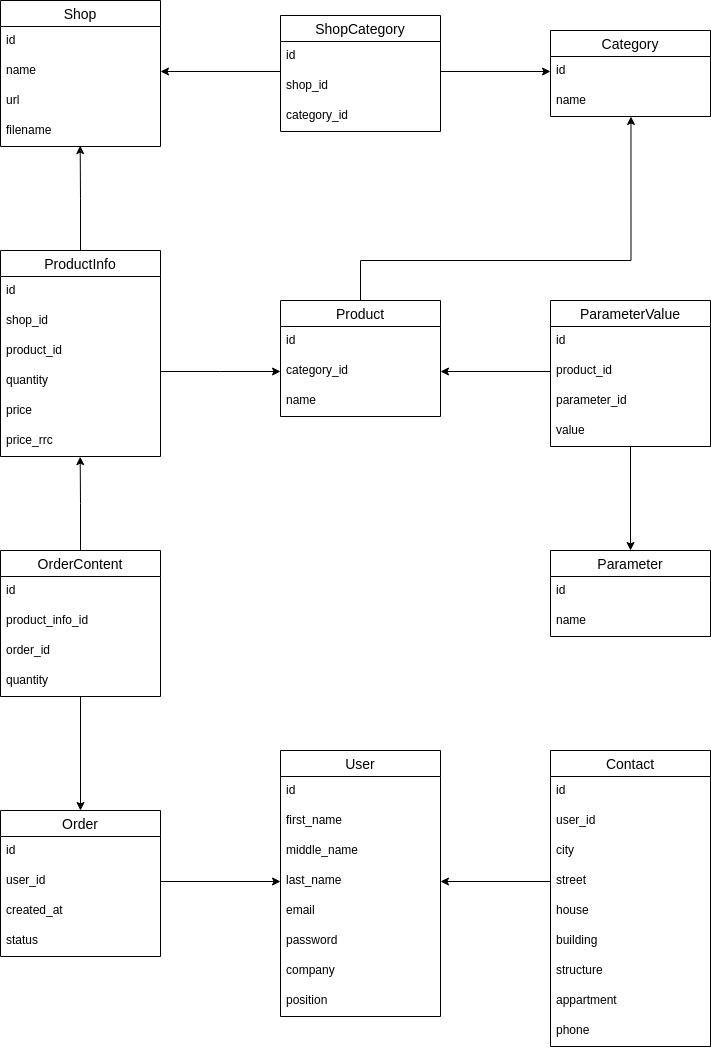 Shop
id
name
url
filename
ShopCategory
id
shop_id
category_id
Category
id
name
ProductInfo
id
shop_id
product_id
quantity
price
price_rrc
Product
id
category_id
name
ParameterValue
id
product_id
parameter_id
value
OrderContent
id
product_info_id
order_id
quantity
Parameter
id
name
Order
id
user_id
created_at
status
User
id
first_name
middle_name
last_name
email
password
company
position
Contact
id
user_id
city
street
house
building
structure
appartment
phone